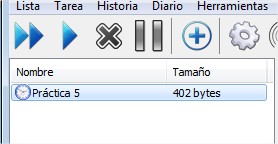 Lista Tarea Historia Diario Herramientas
Nombre Tamaño
Práctica 5 402 bytes